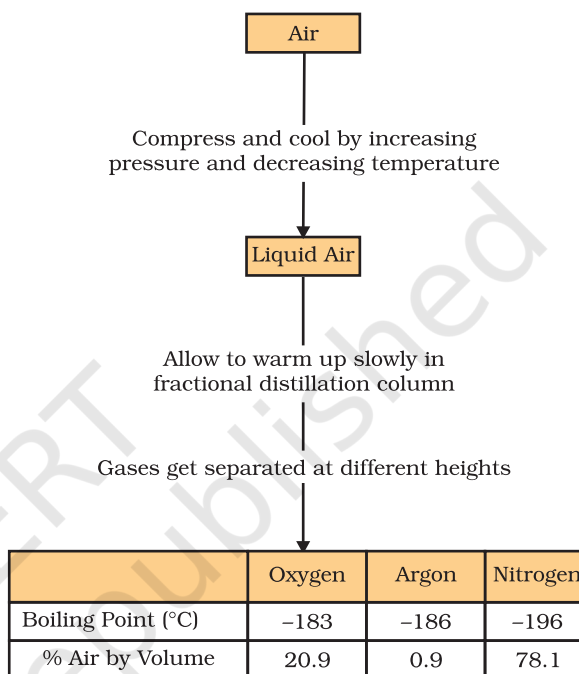 Air
Compress and cool by increasing
pressure and decreasing temperature
Liquid Air
Allow to warm up slowly in
fractional distillation column
Gases get separated at different heights
Oxygen Argon Nitrogen
Boiling Point (°C) –183 –186 –196
% Air by Volume 20.9 0.9 78.1